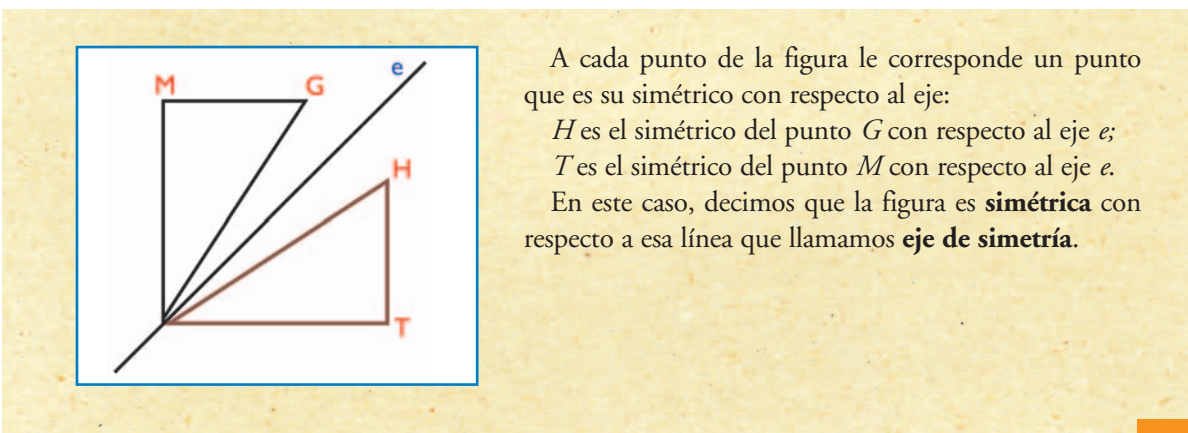 M G e
H
T
A cada punto de la figura le corresponde un punto
que es su simétrico con respecto al eje:
H es el simétrico del punto G con respecto al eje e;
T es el simétrico del punto M con respecto al eje e.
En este caso, decimos que la figura es simétrica con
respecto a esa línea que llamamos eje de simetría.